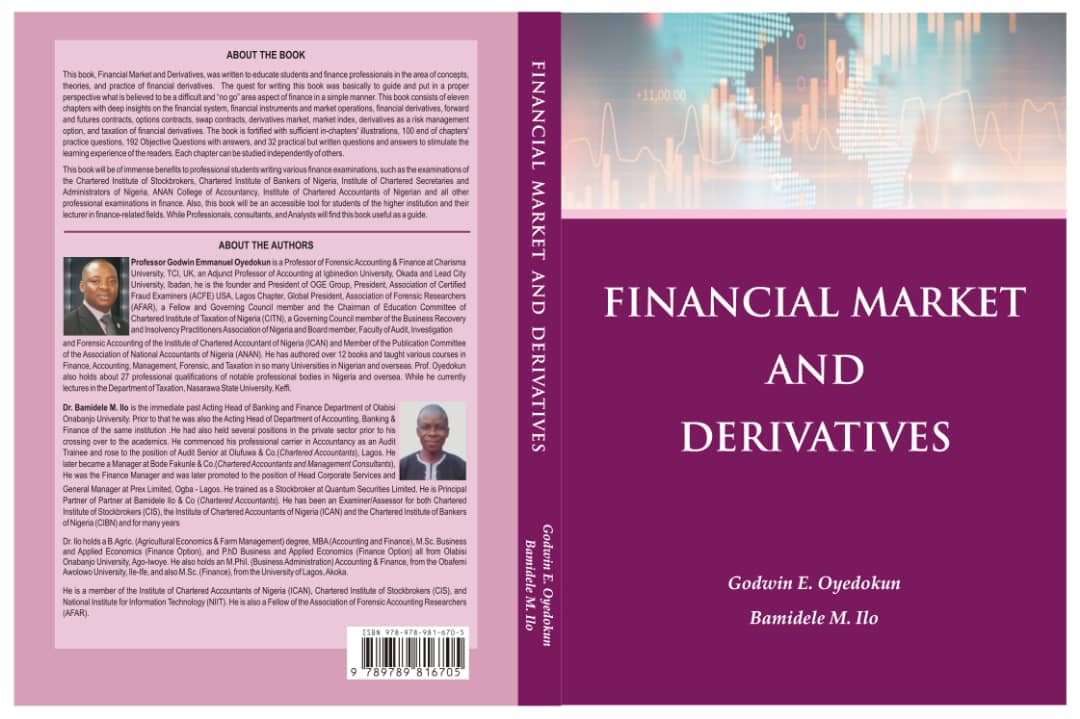 ABOUT THE BOOK
This book, Financial Market and Derivatives, was written to educate students and finance professionals in the area of concepts,
theories, and practice of financial derivatives. The quest for writing this book was basically to guide and put in a proper
perspective what is believed to be a difficult and “no go” area aspect of finance in a simple manner. This book consists of eleven
chapters with deep insights on the financial system, financial instruments and market operations, financial derivatives, forward
and futures contracts, options contracts, swap contracts, derivatives market, market index, derivatives as a risk management
option, and taxation of financial derivatives. The book is fortified with sufficient in-chapters' illustrations, 100 end of chapters'
practice questions, 192 Objective Questions with answers, and 32 practical but written questions and answers to stimulate the
learning experience of the readers. Each chapter can be studied independently of others.
This book will be of immense benefits to professional students writing various finance examinations, such as the examinations of
the Chartered Institute of Stockbrokers, Chartered Institute of Bankers of Nigeria, Institute of Chartered Secretaries and
Administrators of Nigeria, ANAN College of Accountancy, Institute of Chartered Accountants of Nigerian and all other
professional examinations in finance. Also, this book will be an accessible tool for students of the higher institution and their
lecturer in finance-related fields. While Professionals, consultants, and Analysts will find this book useful as a guide.
ABOUT THE AUTHORS
Professor Godwin Emmanuel Oyedokun is a Professor of Forensic Accounting & Finance at Charisma
University, TCI, UK, an Adjunct Professor of Accounting at Igbinedion University, Okada and Lead City
University, Ibadan, he is the founder and President of OGE Group, President, Association of Certified
Fraud Examiners (ACFE) USA, Lagos Chapter, Global President, Association of Forensic Researchers
(AFAR), a Fellow and Governing Council member and the Chairman of Education Committee of
Chartered Institute of Taxation of Nigeria (CITN), a Governing Council member of the Business Recovery
and Insolvency Practitioners Association of Nigeria and Board member, Faculty of Audit, Investigation
and Forensic Accounting of the Institute of Chartered Accountant of Nigeria (ICAN) and Member of the Publication Committee
of the Association of National Accountants of Nigeria (ANAN). He has authored over 12 books and taught various courses in
Finance, Accounting, Management, Forensic, and Taxation in so many Universities in Nigerian and overseas. Prof. Oyedokun
also holds about 27 professional qualifications of notable professional bodies in Nigeria and oversea. While he currently
lectures in the Department of Taxation, Nasarawa State University, Keffi.
Dr. Bamidele M. Ilo is the immediate past Acting Head of Banking and Finance Department of Olabisi
Onabanjo University. Prior to that he was also the Acting Head of Department of Accounting, Banking &
Finance of the same institution .He had also held several positions in the private sector prior to his
crossing over to the academics. He commenced his professional carrier in Accountancy as an Audit
Trainee and rose to the position of Audit Senior at Olufuwa & Co.(Chartered Accountants), Lagos. He
later became a Manager at Bode Fakunle & Co.(Chartered Accountants and Management Consultants),
He was the Finance Manager and was later promoted to the position of Head Corporate Services and
General Manager at Prex Limited, Ogba - Lagos. He trained as a Stockbroker at Quantum Securities Limited. He is Principal
Partner of Partner at Bamidele Ilo & Co (Chartered Accountants), He has been an Examiner/Assessor for both Chartered
Institute of Stockbrokers (CIS), the Institute of Chartered Accountants of Nigeria (ICAN) and the Chartered Institute of Bankers
of Nigeria (CIBN) and for many years
Dr. Ilo holds a B.Agric. (Agricultural Economics & Farm Management) degree, MBA (Accounting and Finance), M.Sc. Business
and Applied Economics (Finance Option), and P.hD Business and Applied Economics (Finance Option) all from Olabisi
Onabanjo University, Ago-Iwoye. He also holds an M.Phil. (Business Administration) Accounting & Finance, from the Obafemi
Awolowo University, Ile-Ife, and also M.Sc. (Finance), from the University of Lagos, Akoka.
He is a member of the Institute of Chartered Accountants of Nigeria (ICAN), Chartered Institute of Stockbrokers (CIS), and
National Institute for Information Technology (NIIT). He is also a Fellow of the Association of Forensic Accounting Researchers
(AFAR).
ISBN 978-978-981-670-5
9 789789 816705
FINANCIAL MARKET AND DERIVATIVES
Godwin E. Oyedokun
Bamidele M. Ilo
+11,00.00
FINANCIAL MARKET
AND
DERIVATIVES
Godwin E. Oyedokun
Bamidele M. Ilo